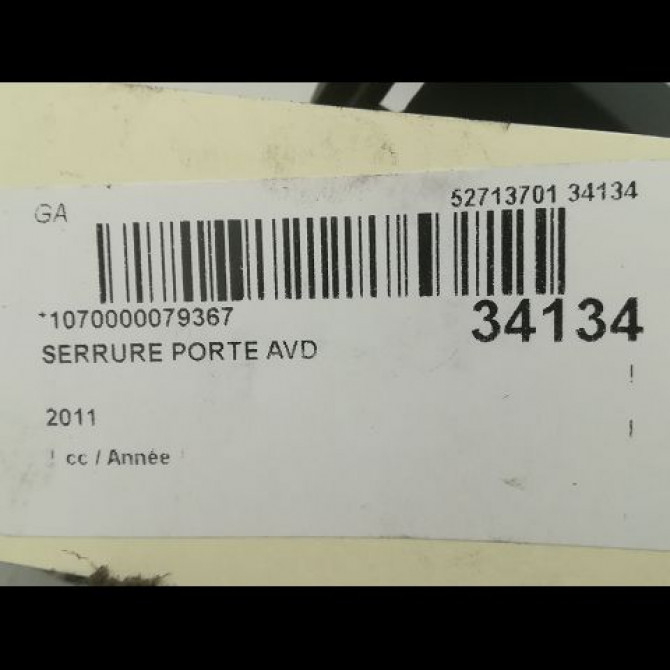 GA
52713701 34134
*1070000079367
34134
SERRURE PORTE AVD
!
2011
!
! cc / Année !